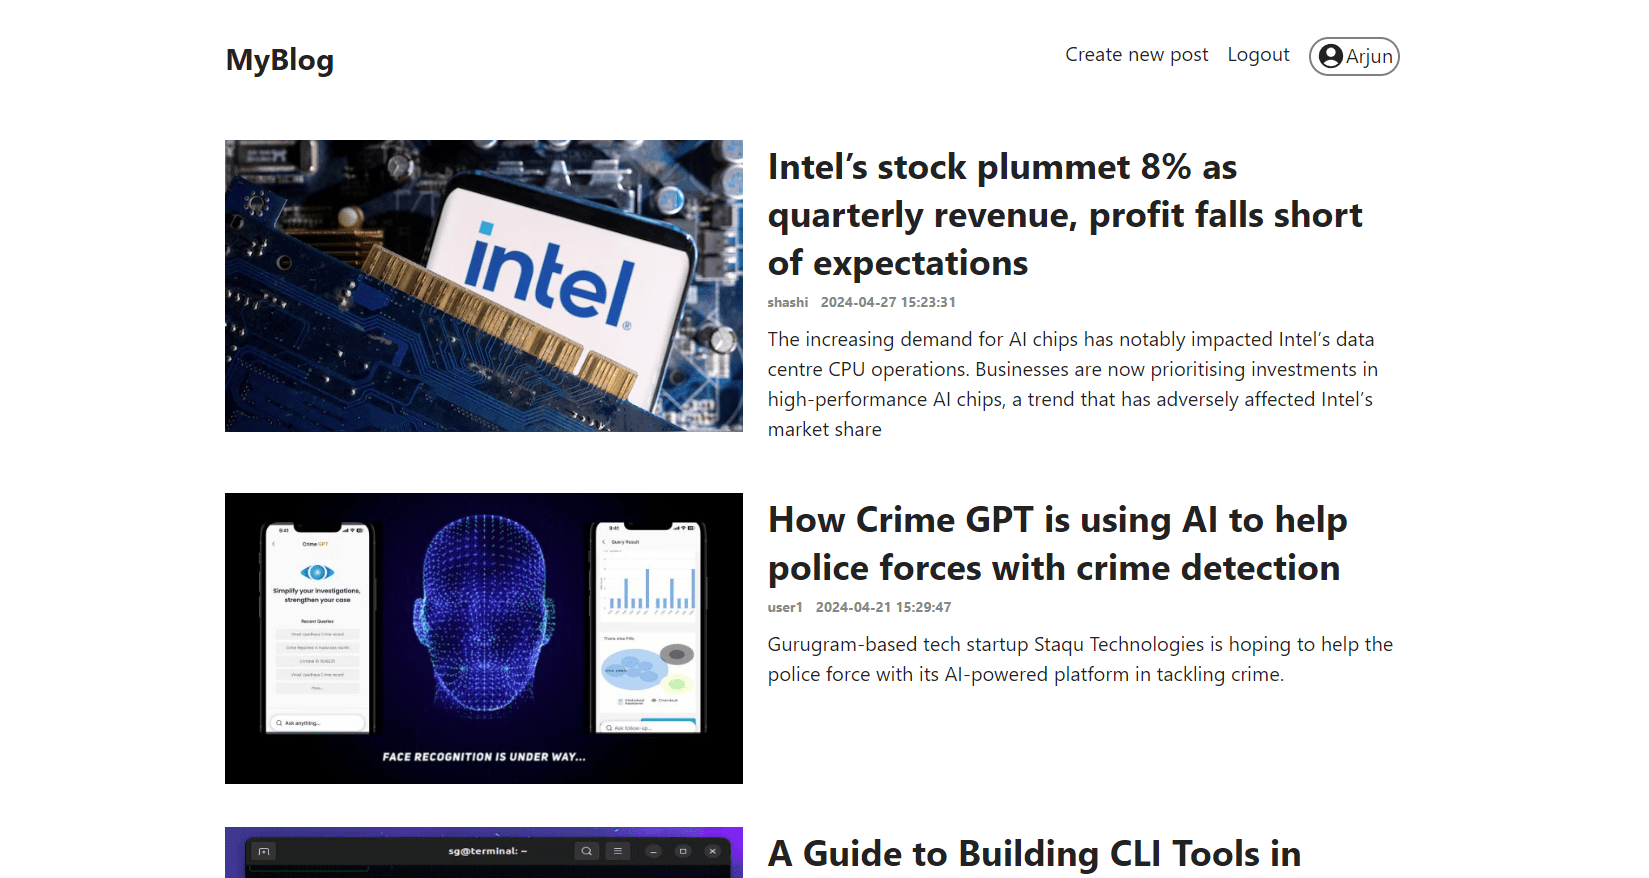 MyBlog
Create new post Logout Arjun
intel
Intel’s stock plummet 8% as
quarterly revenue, profit falls short
of expectations
shashi 2024-04-27 15:23:31
The increasing demand for AI chips has notably impacted Intel’s data
centre CPU operations. Businesses are now prioritising investments in
high-performance AI chips, a trend that has adversely affected Intel’s
market share
9:41
Crime GPT
Simplify your investigations,
strengthen your case
Recent Queries
More...
Ask anything...
9:41
Query Result
Ask follow-up...
FACE RECOGNITION IS UNDER WAY...
How Crime GPT is using AI to help
police forces with crime detection
user1 2024-04-21 15:29:47
Gurugram-based tech startup Staqu Technologies is hoping to help the
police force with its AI-powered platform in tackling crime.
sg@terminal: ~
A Guide to Building CLI Tools in